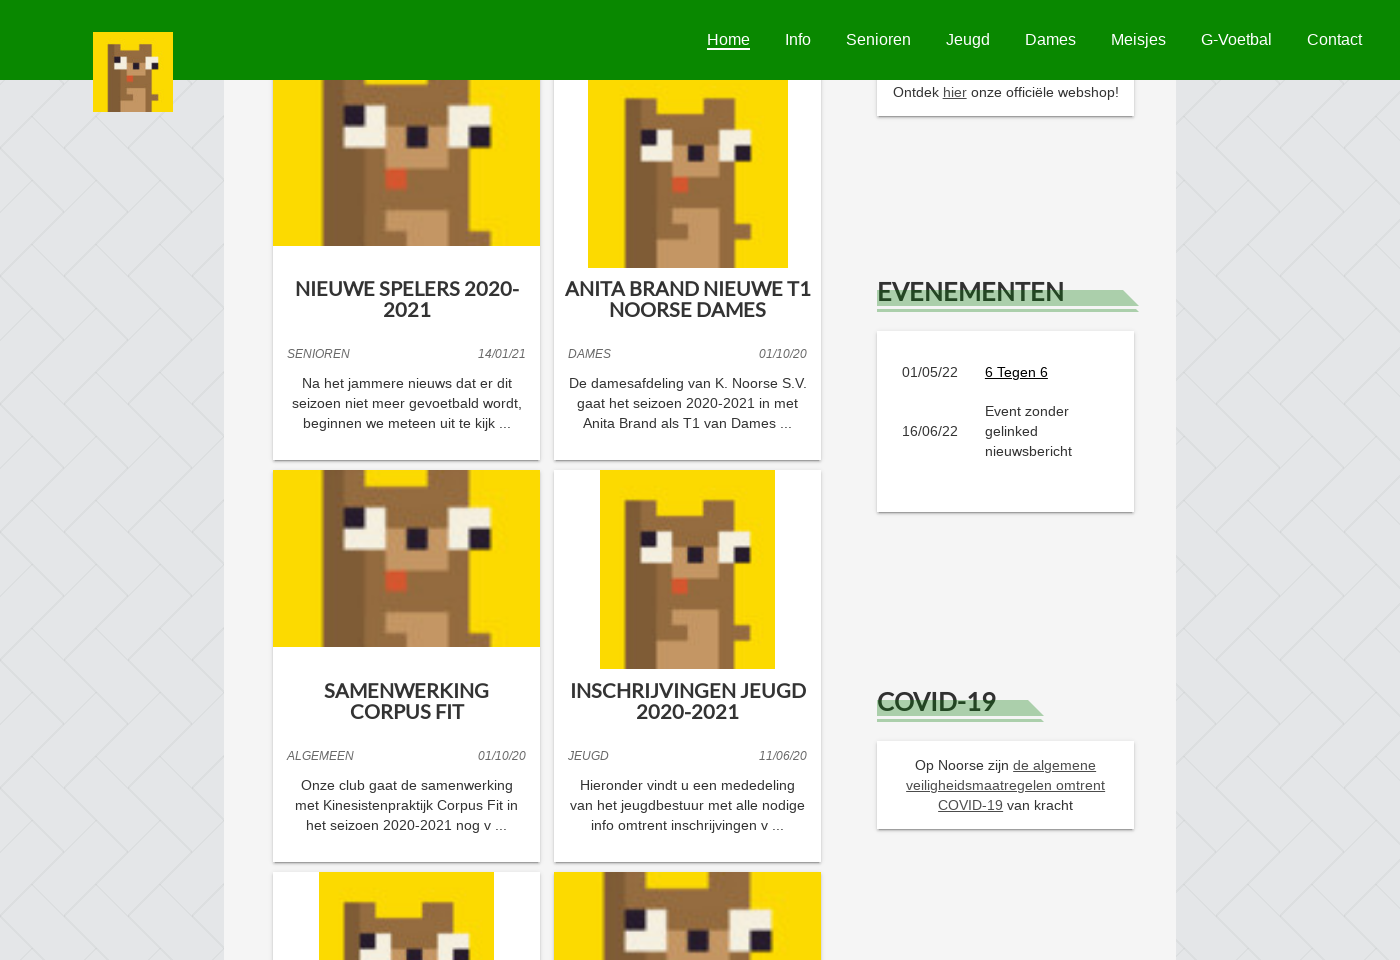 Home Info Senioren Jeugd Dames Meisjes G-Voetbal Contact
NIEUWE SPELERS 2020-
2021
SENIOREN 14/01/21
Na het jammere nieuws dat er dit
seizoen niet meer gevoetbald wordt,
beginnen we meteen uit te kijk ...
ANITA BRAND NIEUWE T1
NOORSE DAMES
DAMES 01/10/20
De damesafdeling van K. Noorse S.V.
gaat het seizoen 2020-2021 in met
Anita Brand als T1 van Dames ...
SAMENWERKING
CORPUS FIT
ALGEMEEN 01/10/20
Onze club gaat de samenwerking
met Kinesistenpraktijk Corpus Fit in
het seizoen 2020-2021 nog v ...
INSCHRIJVINGEN JEUGD
2020-2021
JEUGD 11/06/20
Hieronder vindt u een mededeling
van het jeugdbestuur met alle nodige
info omtrent inschrijvingen v ...
Ontdek hier onze officiële webshop!
EVENEMENTEN
01/05/22 6 Tegen 6
16/06/22 Event zonder
gelinked
nieuwsbericht
COVID-19
Op Noorse zijn de algemene
veiligheidsmaatregelen omtrent
COVID-19 van kracht